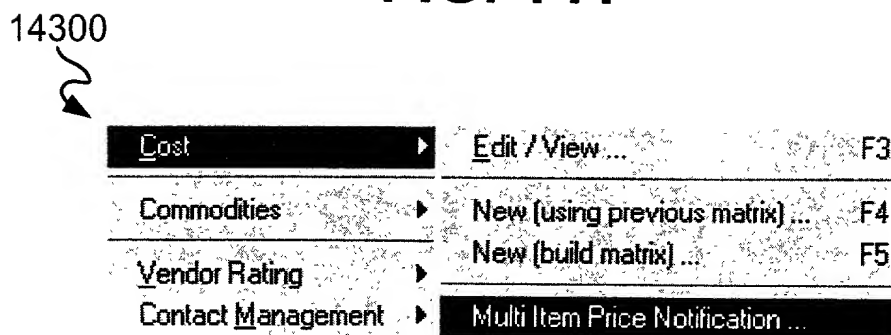 14300
Cost Edit / View ... F3
Commodities New (using previous matrix) ... F4
New (build matrix) ... F5
Vendor Rating
Contact Management Multi Item Price Notification ...